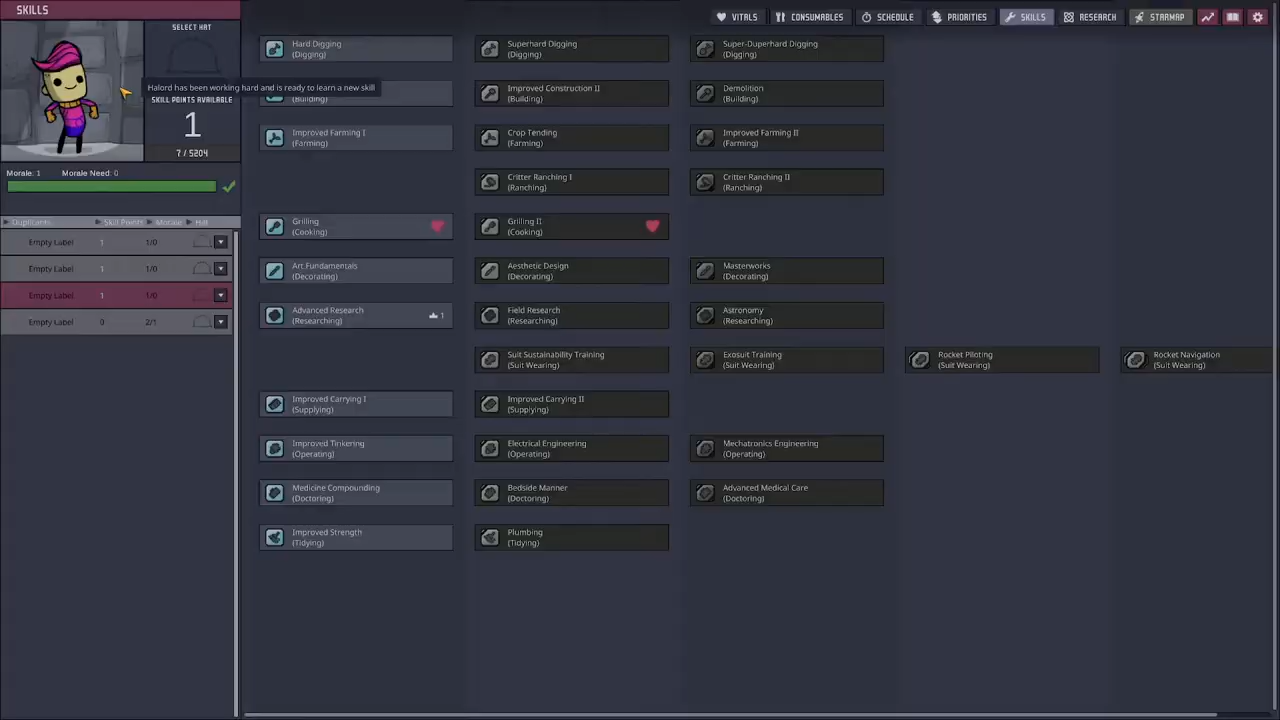 SKILLS
VITALS CONSUMABLES SCHEDULE PRIORITIES SKILLS RESEARCH STARMAP
SELECT HAT
Halord has been working hard and is ready to learn a new skill
SKILL POINTS AVAILABLE
1
7 / 5204
Morale: 1 Morale Need: 0
Duplicants Skill Points Morale Hat
Empty Label 1 1/0
Empty Label 1 1/0
Empty Label 1 1/0
Empty Label 0 2/1
Hard Digging
(Digging)
Superhard Digging
(Digging)
Super-Duperhard Digging
(Digging)
(Building)
Improved Construction II
(Building)
Demolition
(Building)
Improved Farming I
(Farming)
Crop Tending
(Farming)
Improved Farming II
(Farming)
Critter Ranching I
(Ranching)
Critter Ranching II
(Ranching)
Grilling
(Cooking)
Grilling II
(Cooking)
Art Fundamentals
(Decorating)
Aesthetic Design
(Decorating)
Masterworks
(Decorating)
Advanced Research
(Researching)
1
Field Research
(Researching)
Astronomy
(Researching)
Suit Sustainability Training
(Suit Wearing)
Exosuit Training
(Suit Wearing)
Rocket Piloting
(Suit Wearing)
Rocket Navigation
(Suit Wearing)
Improved Carrying I
(Supplying)
Improved Carrying II
(Supplying)
Improved Tinkering
(Operating)
Electrical Engineering
(Operating)
Mechatronics Engineering
(Operating)
Medicine Compounding
(Doctoring)
Bedside Manner
(Doctoring)
Advanced Medical Care
(Doctoring)
Improved Strength
(Tidying)
Plumbing
(Tidying)